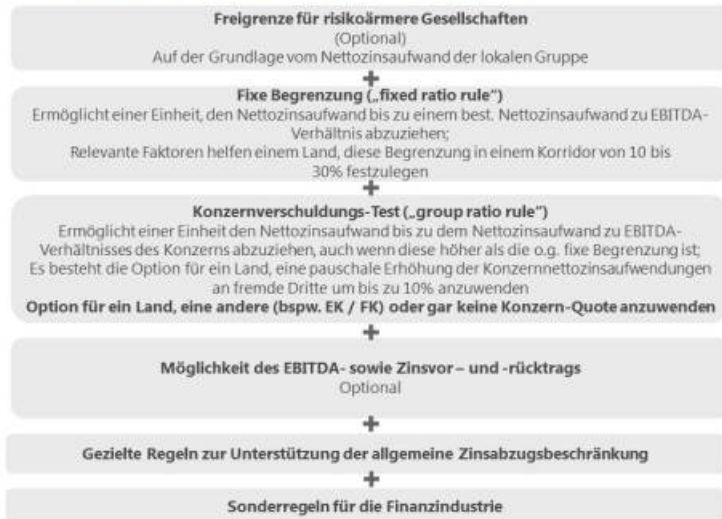 Freigrenze für risikoärmere Gesellschaften
(Optional)
Auf der Grundlage vom Nettozinsaufwand der lokalen Gruppe
+
Fixe Begrenzung („fixed ratio rule")
Ermöglicht einer Einheit, den Nettozinsaufwand bis zu einem best. Nettozinsaufwand zu EBITDA-
Verhältnis abzuziehen;
Relevante Faktoren helfen einem Land, diese Begrenzung in einem Korridor von 10 bis
30% festzulegen
+
Konzernverschuldungs-Test („group ratio rule")
Ermöglicht einer Einheit den Nettozinsaufwand bis zu dem Nettozinsaufwand zu EBITDA-
Verhältnisses des Konzerns abzuziehen, auch wenn diese höher als die o.g. fixe Begrenzung ist;
Es besteht die Option für ein Land, eine pauschale Erhöhung der Konzernnettozinsaufwendungen
an fremde Dritte um bis zu 10% anzuwenden
Option für ein Land, eine andere (bspw. EK / FK) oder gar keine Konzern-Quote anzuwenden
+
Möglichkeit des EBITDA- sowie Zinsvor – und -rücktrags
Optional
+
Gezielte Regeln zur Unterstützung der allgemeine Zinsabzugsbeschränkung
+
Sonderregeln für die Finanzindustrie